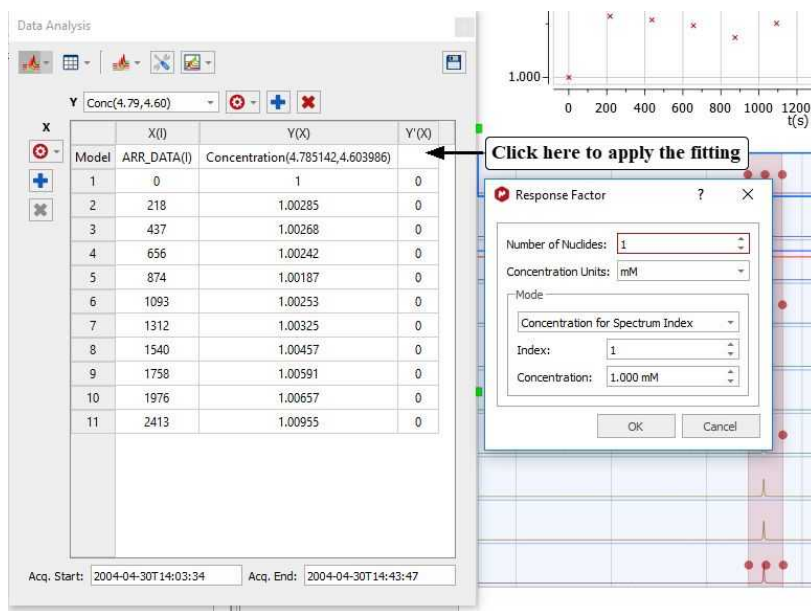 Data Analysis
Y Conc(4.79,4.60)
X
X(I) Y(X) Y'(X)
Model ARR_DATA(I) Concentration(4.785142,4.603986)
1 0 1 0
2 218 1.00285 0
3 437 1.00268 0
4 656 1.00242 0
5 874 1.00187 0
6 1093 1.00253 0
7 1312 1.00325 0
8 1540 1.00457 0
9 1758 1.00591 0
10 1976 1.00657 0
11 2413 1.00955 0
Acq. Start: 2004-04-30T14:03:34 Acq. End: 2004-04-30T14:43:47
1.000
0 200 400 600 800 1000 1200
t(s)
Click here to apply the fitting
Response Factor ? X
Number of Nuclides: 1
Concentration Units: mM
Mode
Concentration for Spectrum Index
Index: 1
Concentration: 1.000 mM
OK Cancel